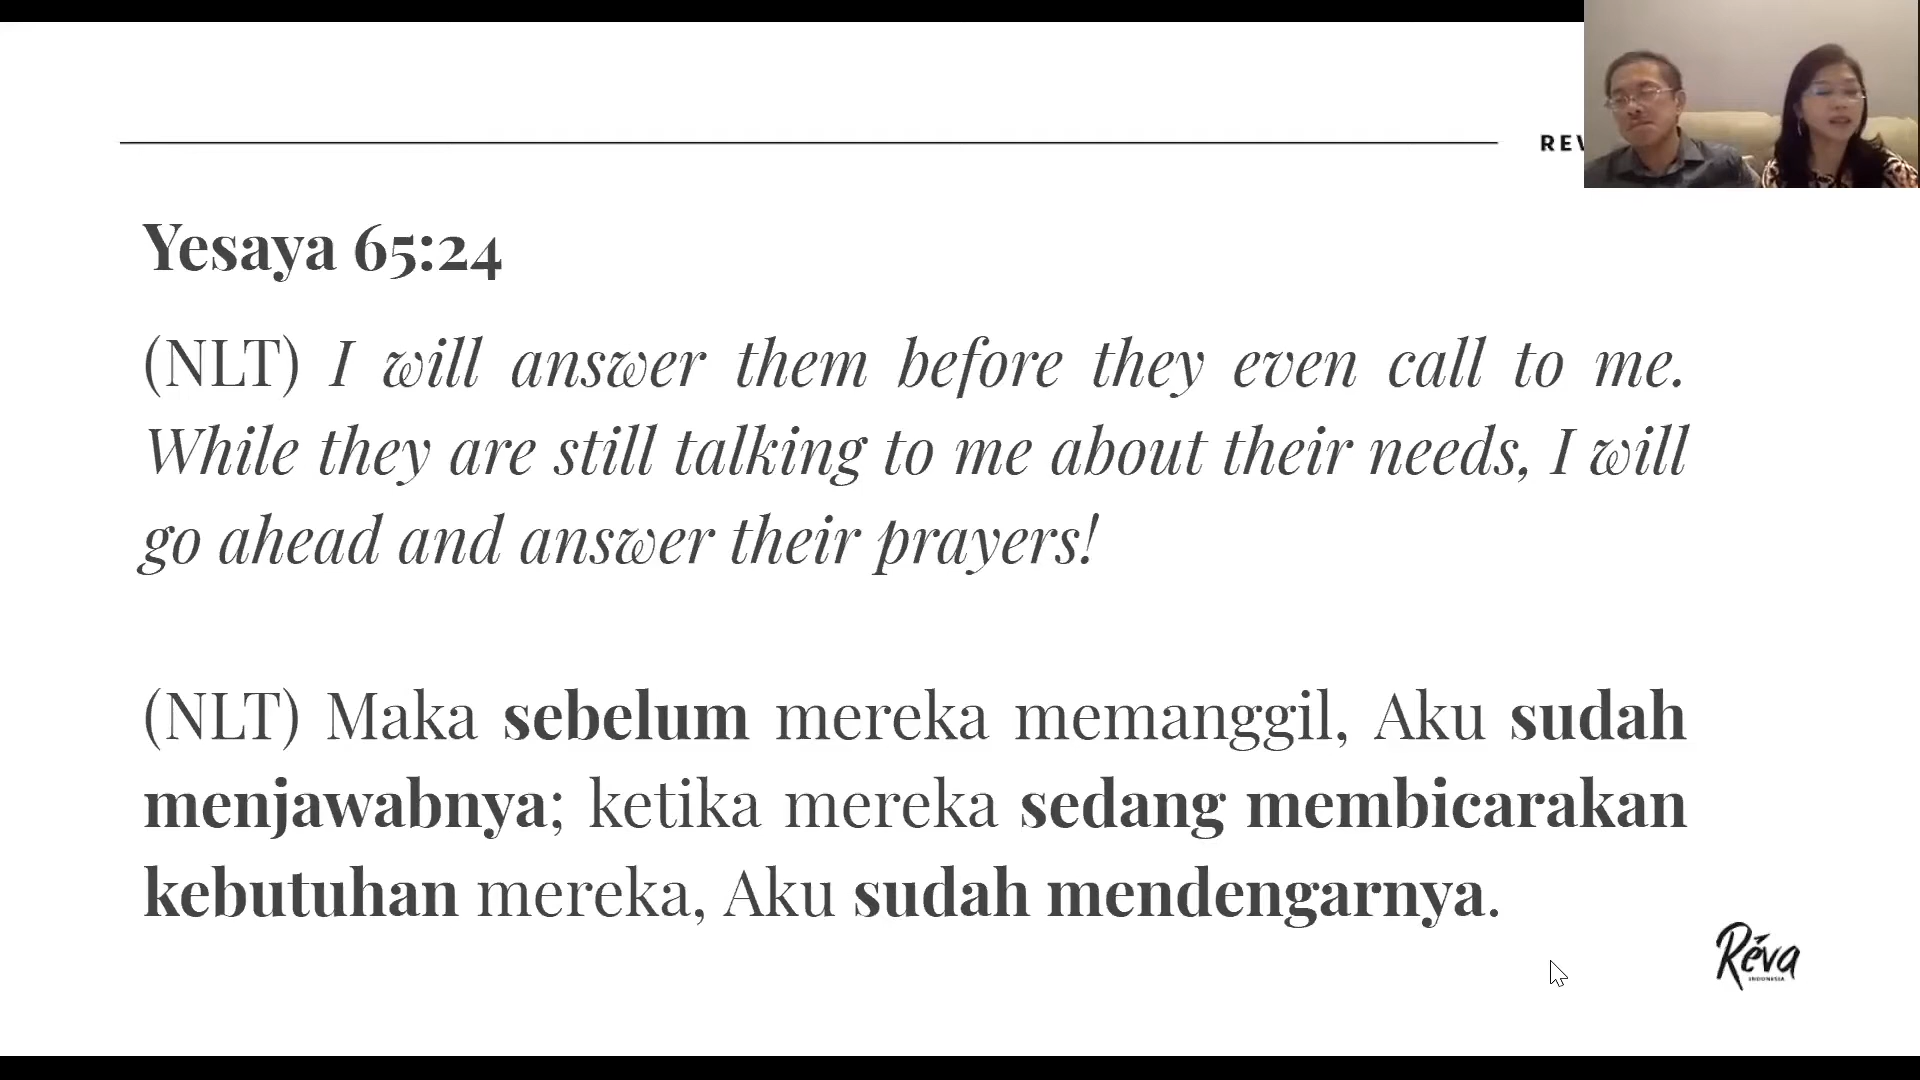 Yesaya 65:24
(NLT) I will answer them before they even call to me.
While they are still talking to me about their needs, I will
go ahead and answer their prayers!
(NLT) Maka sebelum mereka memanggil, Aku sudah
menjawabnya; ketika mereka sedang membicarakan
kebutuhan mereka, Aku sudah mendengarnya.
Réva
INDONESIA